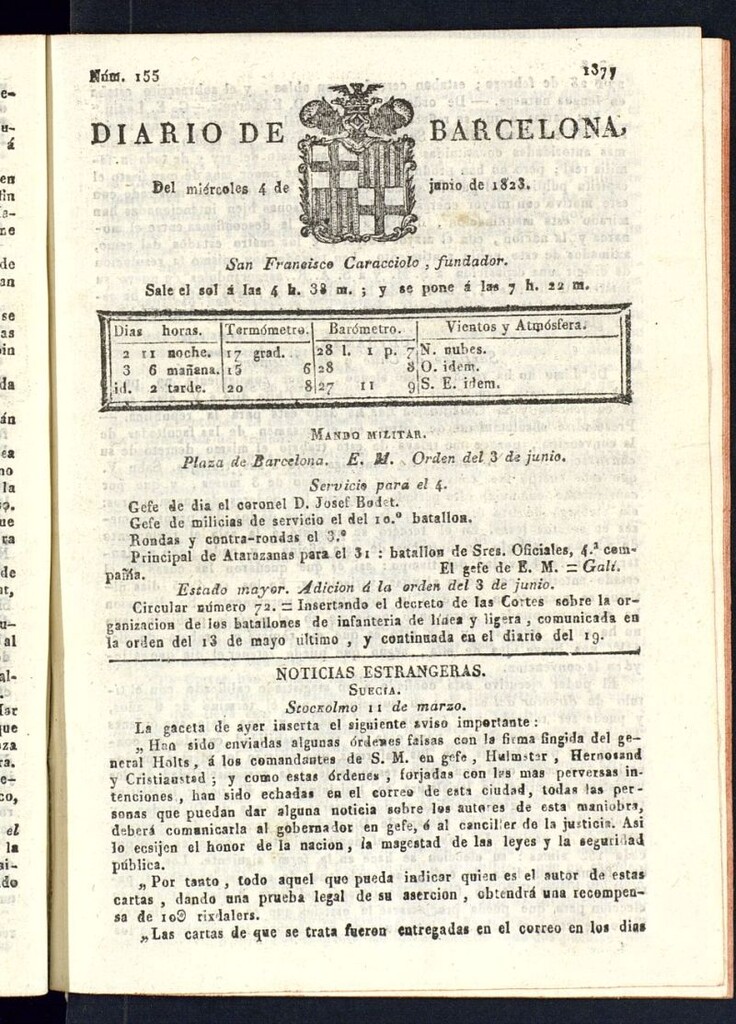 Núm. 155 1377
DIARIO DE BARCELONA,
Del miércoles 4 de junio de 1823.
San Francisco Caracciolo, fundador.
Sale el sol á las 4 h. 38 m.; y se pone á las 7 h. 22 m.
Dias horas. Termómetro. Barómetro. Vientos y Atmósfera.
2 11 noche. 17 grad. 28 l. 1 p. 7 N. nubes.
3 6 mañana. 15 6 28 8 O. idem.
id. 2 tarde. 20 8 27 11 9 S. E. idem.
MANDO MILITAR.
Plaza de Barcelona. E. M. Orden del 3 de junio.
Servicio para el 4.
Gefe de dia el coronel D. Josef Bodet.
Gefe de milicias de servicio el del 10.º batallon.
Rondas y contra-rondas el 3.º
Principal de Atarazanas para el 31: batallon de Sres. Oficiales, 4.ª com-
pañía. El gefe de E. M. = Galí.
Estado mayor. Adicion á la orden del 3 de junio.
Circular número 72. = Insertando el decreto de las Cortes sobre la or-
ganizacion de los batallones de infanteria de línea y ligera, comunicada en
la orden del 13 de mayo ultimo, y continuada en el diario del 19.
NOTICIAS ESTRANGERAS.
SUECIA.
Stockolmo 11 de marzo.
La gaceta de ayer inserta el siguiente aviso importante:
„Han sido enviadas algunas órdenes falsas con la firma fingida del ge-
neral Holts, á los comandantes de S. M. en gefe, Hulmster, Hernosand
y Cristianstad; y como estas órdenes, forjadas con las mas perversas in-
tenciones, han sido echadas en el correo de esta ciudad, todas las per-
sonas que puedan dar alguna noticia sobre los autores de esta maniobra,
deberá comunicarla al gobernador en gefe, ó al canciller de la justicia. Asi
lo ecsijen el honor de la nacion, la magestad de las leyes y la seguridad
pública.
„Por tanto, todo aquel que pueda indicar quien es el autor de estas
cartas, dando una prueba legal de su asercion, obtendrá una recompen-
sa de rixdalers.
„Las cartas de que se trata fueron entregadas en el correo en los dias